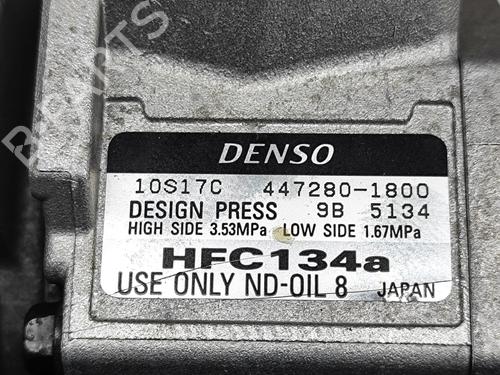 B-PARTS
DENSO
10S17C 447280-1800
DESIGN PRESS 9B 5134
HIGH SIDE 3.53MPa LOW SIDE 1.67MPa
HFC134a
USE ONLY ND-OIL 8 JAPAN